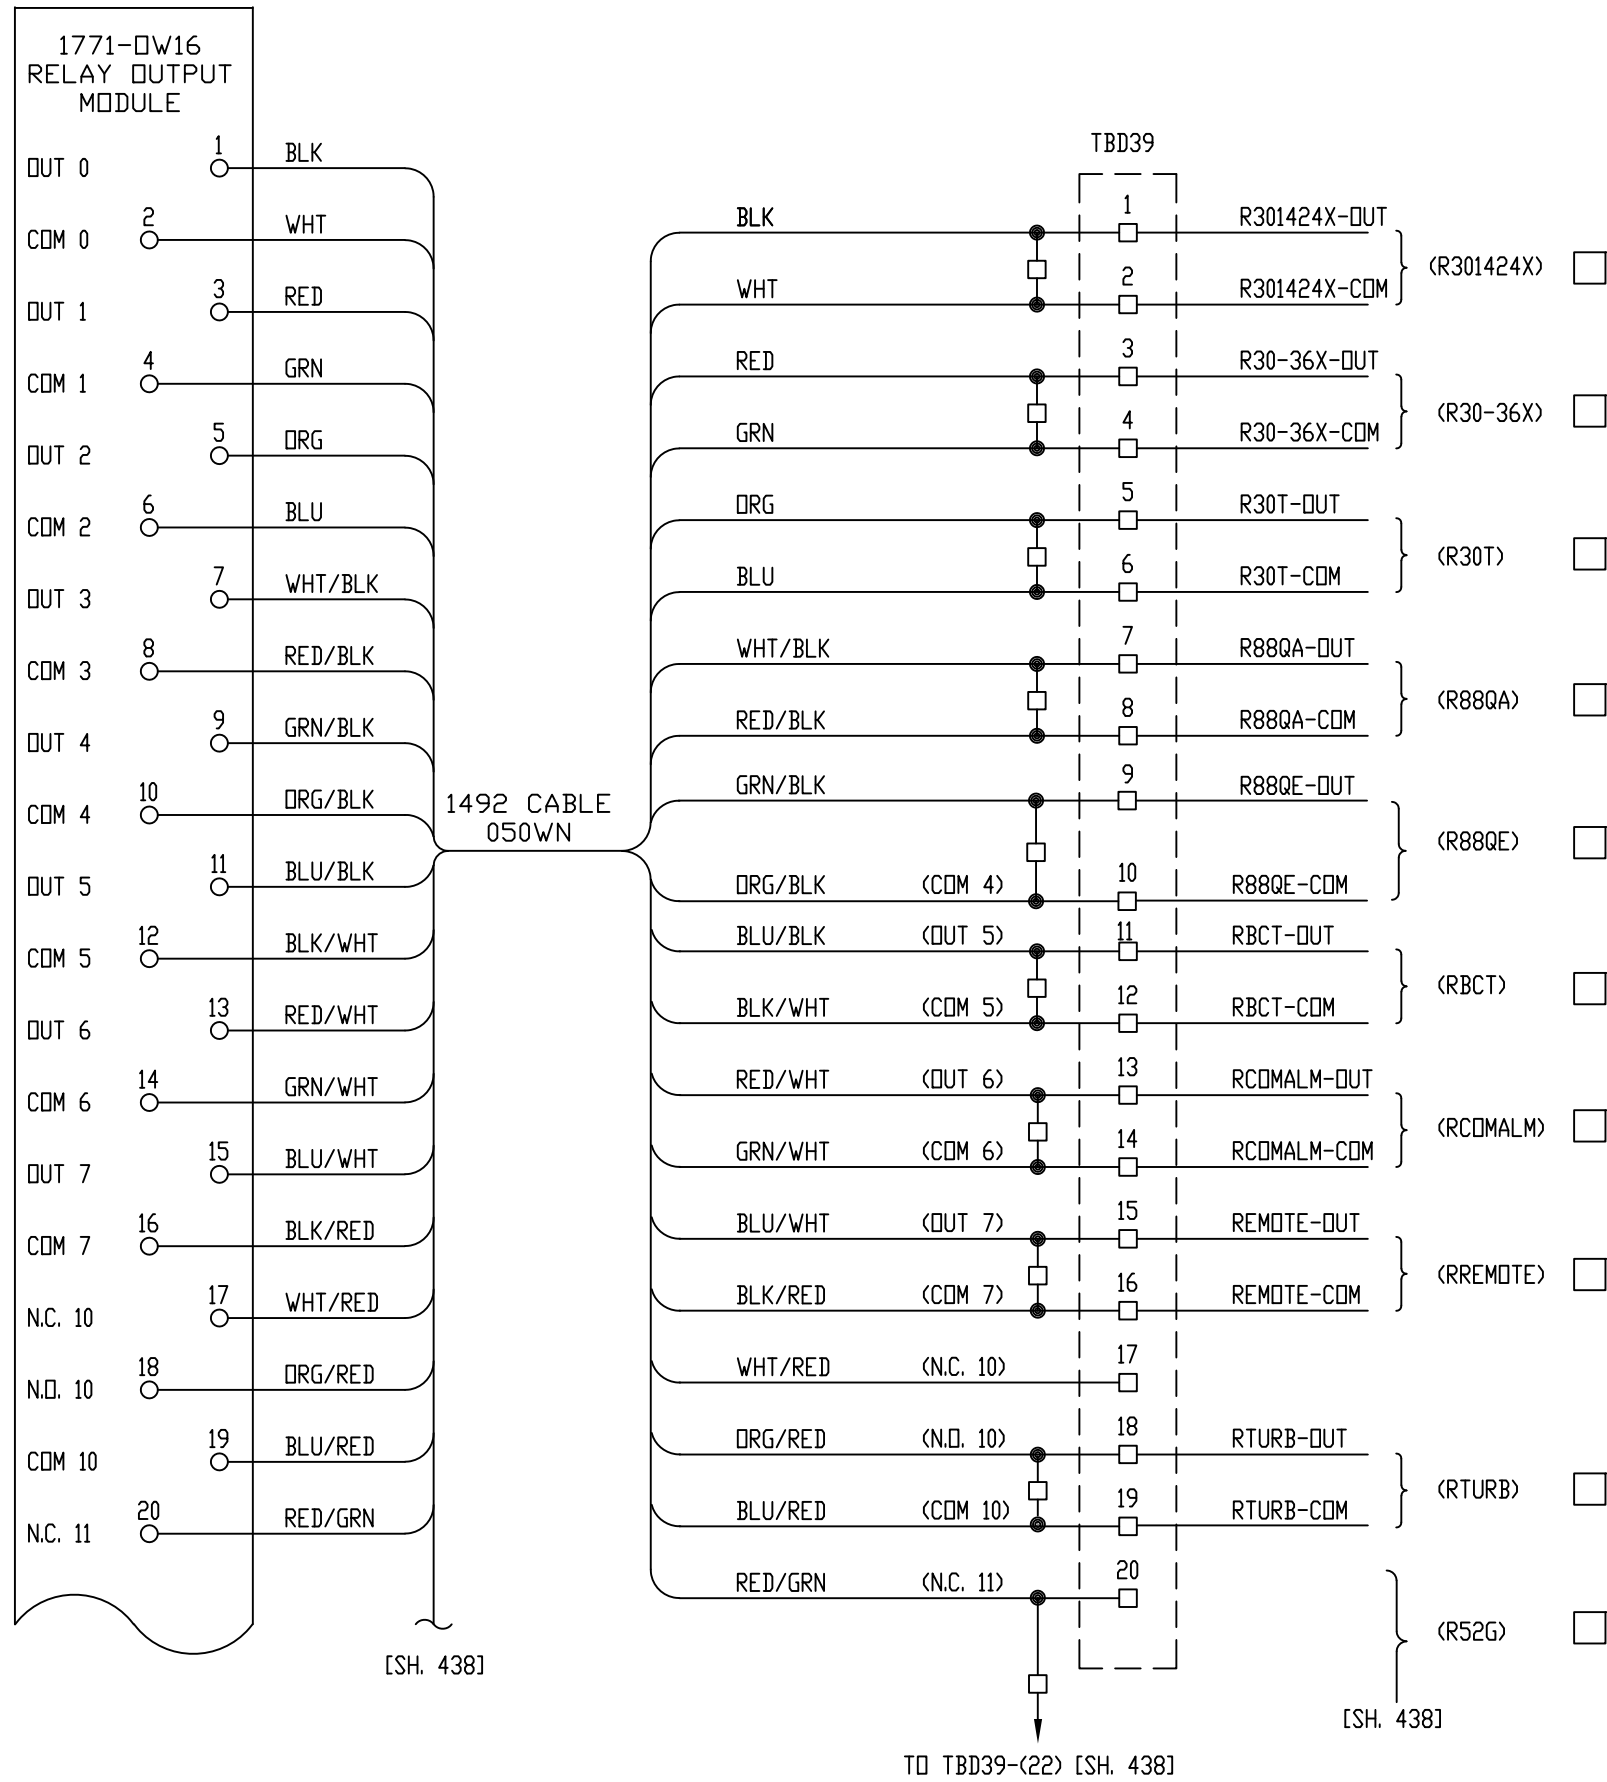 1771-OW16
RELAY OUTPUT
MODULE
OUT 0 1 BLK
COM 0 2 WHT
OUT 1 3 RED
COM 1 4 GRN
OUT 2 5 ORG
COM 2 6 BLU
OUT 3 7 WHT/BLK
COM 3 8 RED/BLK
OUT 4 9 GRN/BLK
COM 4 10 ORG/BLK
OUT 5 11 BLU/BLK
COM 5 12 BLK/WHT
OUT 6 13 RED/WHT
COM 6 14 GRN/WHT
OUT 7 15 BLU/WHT
COM 7 16 BLK/RED
N.C. 10 17 WHT/RED
N.O. 10 18 ORG/RED
COM 10 19 BLU/RED
N.C. 11 20 RED/GRN
[SH. 438]
1492 CABLE
050WN
TBD39
BLK 1 R301424X-OUT
(R301424X)
WHT 2 R301424X-COM
RED 3 R30-36X-OUT
(R30-36X)
GRN 4 R30-36X-COM
ORG 5 R30T-OUT
(R30T)
BLU 6 R30T-COM
WHT/BLK 7 R88QA-OUT
(R88QA)
RED/BLK 8 R88QA-COM
GRN/BLK 9 R88QE-OUT
(R88QE)
ORG/BLK (COM 4) 10 R88QE-COM
BLU/BLK (OUT 5) 11 RBCT-OUT
(RBCT)
BLK/WHT (COM 5) 12 RBCT-COM
RED/WHT (OUT 6) 13 RCOMALM-OUT
(RCOMALM)
GRN/WHT (COM 6) 14 RCOMALM-COM
BLU/WHT (OUT 7) 15 REMOTE-OUT
(RREMOTE)
BLK/RED (COM 7) 16 REMOTE-COM
WHT/RED (N.C. 10) 17
ORG/RED (N.O. 10) 18 RTURB-OUT
(RTURB)
BLU/RED (COM 10) 19 RTURB-COM
RED/GRN (N.C. 11) 20
(R52G)
[SH. 438]
TO TBD39-(22) [SH. 438]